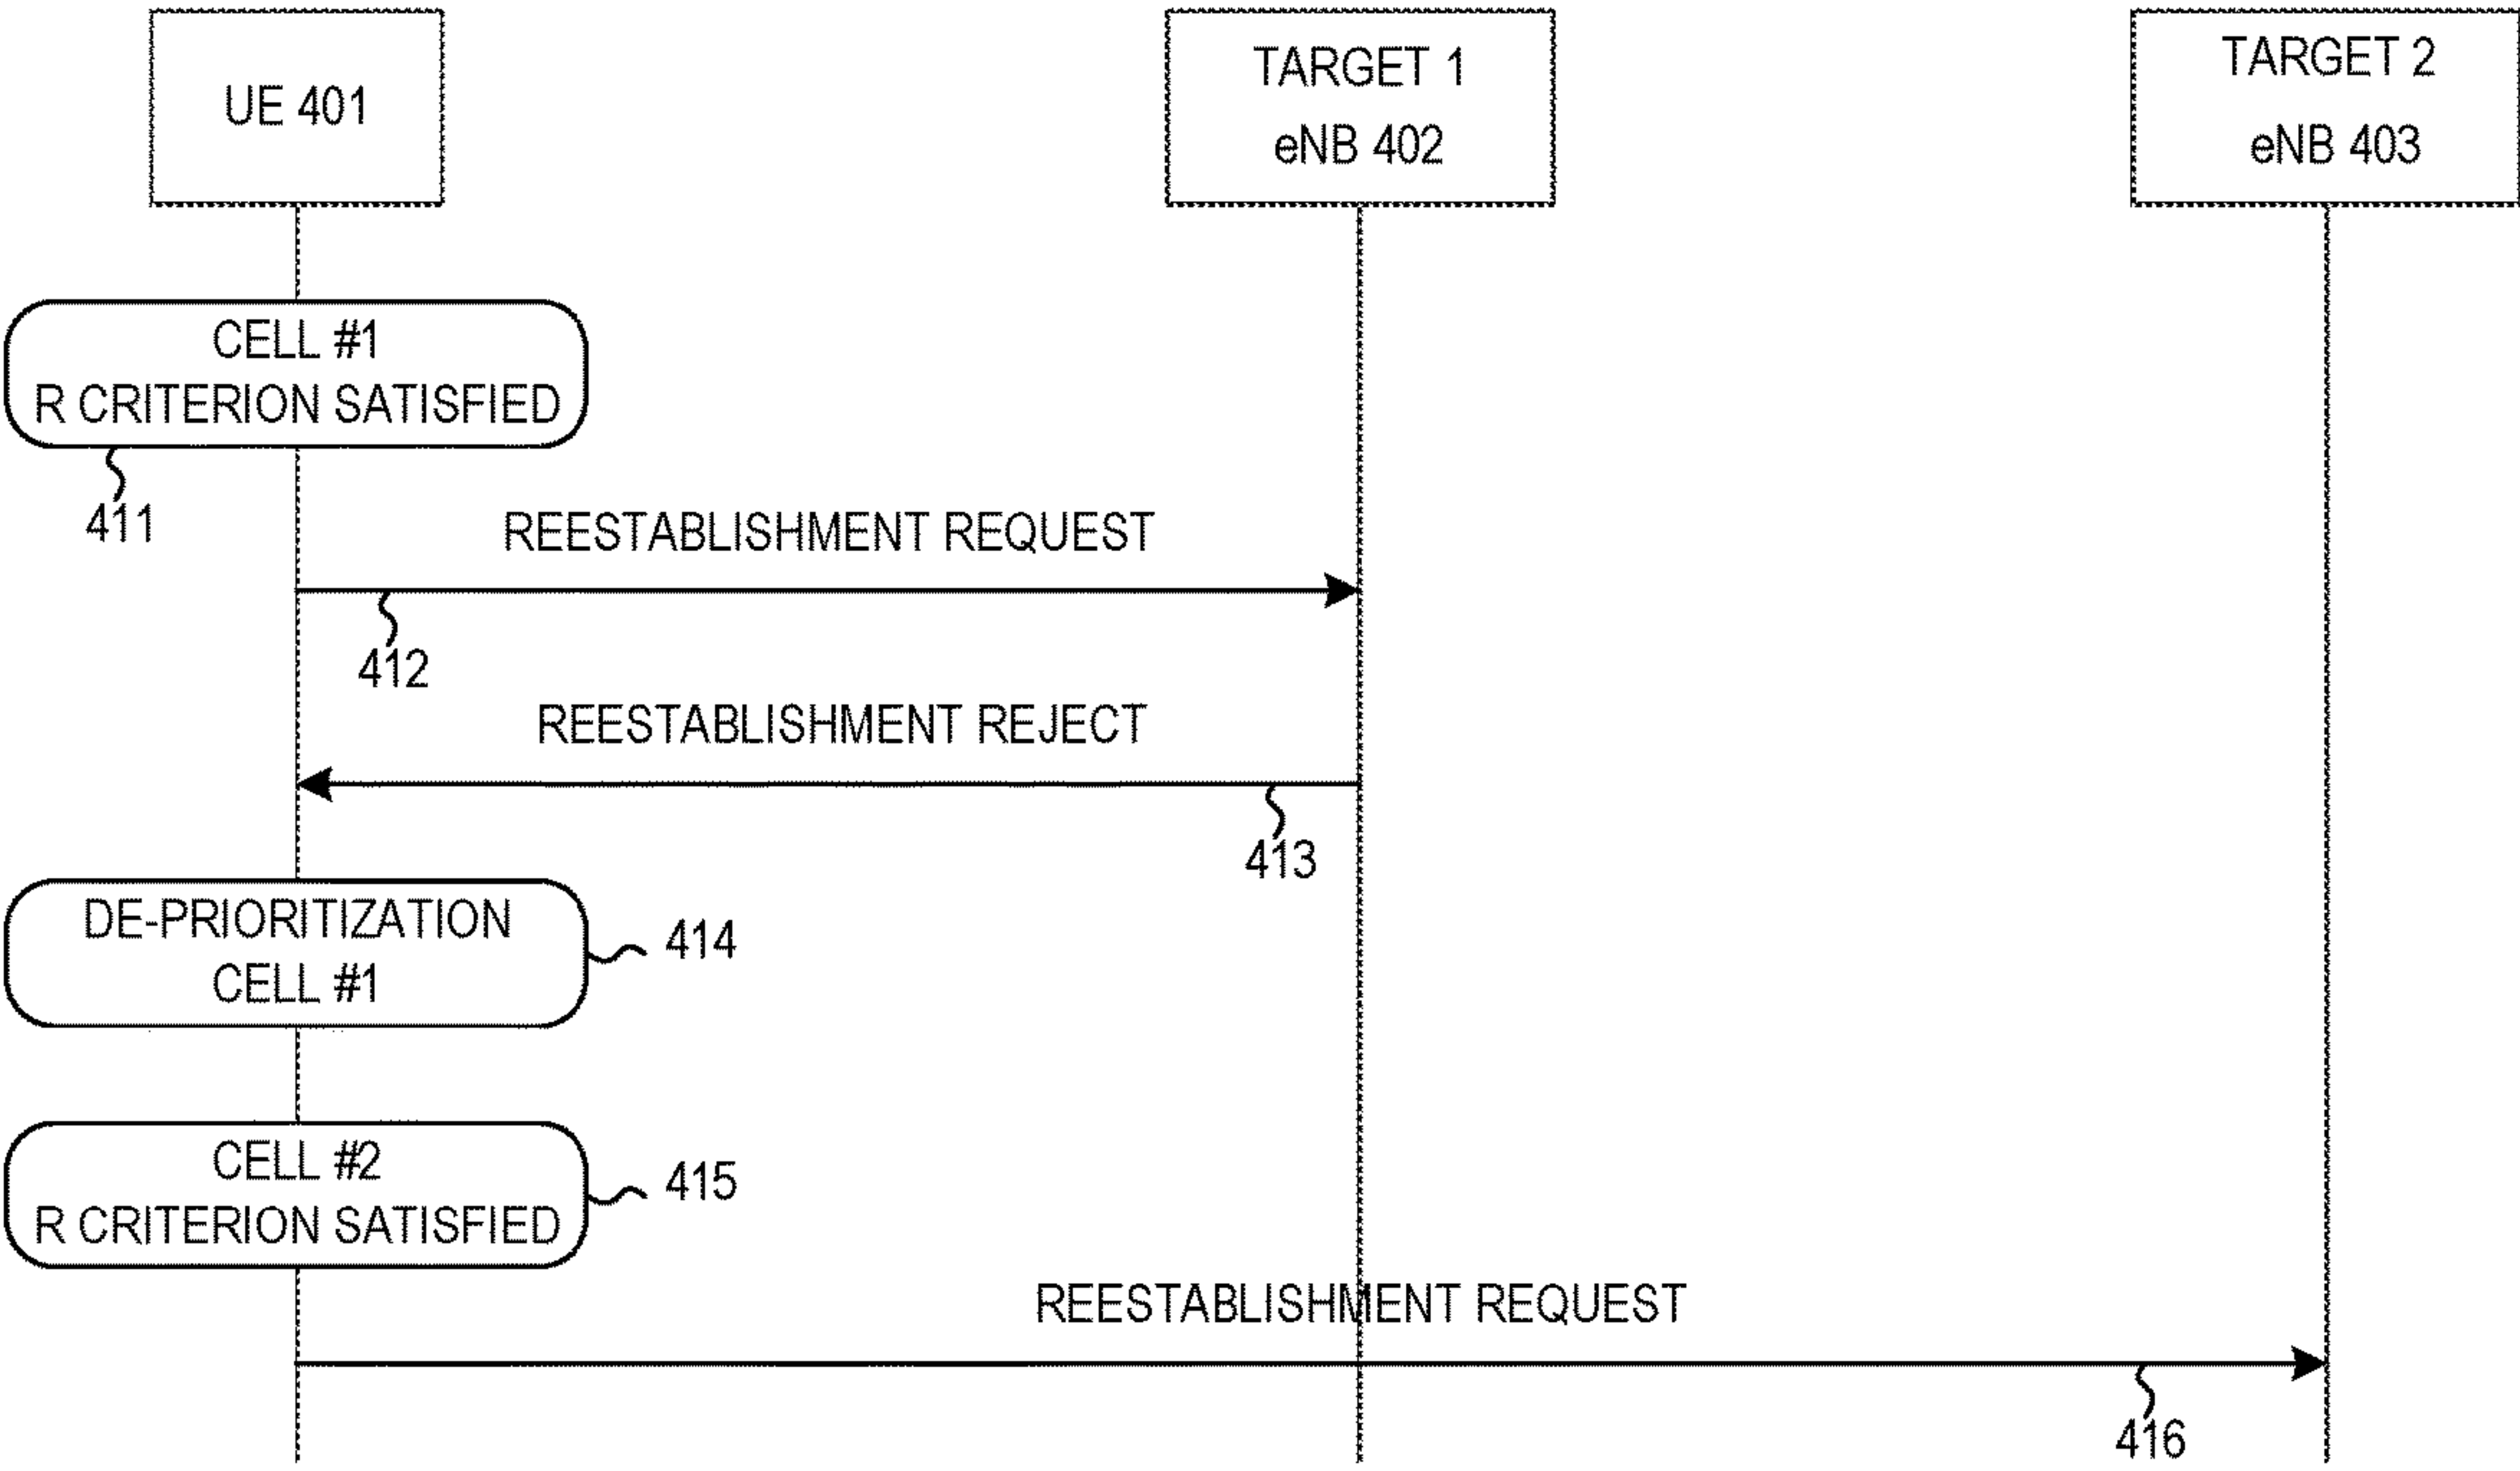 UE 401
TARGET 1
eNB 402
TARGET 2
eNB 403
CELL #1
R CRITERION SATISFIED
411
REESTABLISHMENT REQUEST
412
REESTABLISHMENT REJECT
413
DE-PRIORITIZATION
CELL #1
414
CELL #2
R CRITERION SATISFIED
415
REESTABLISHMENT REQUEST
416